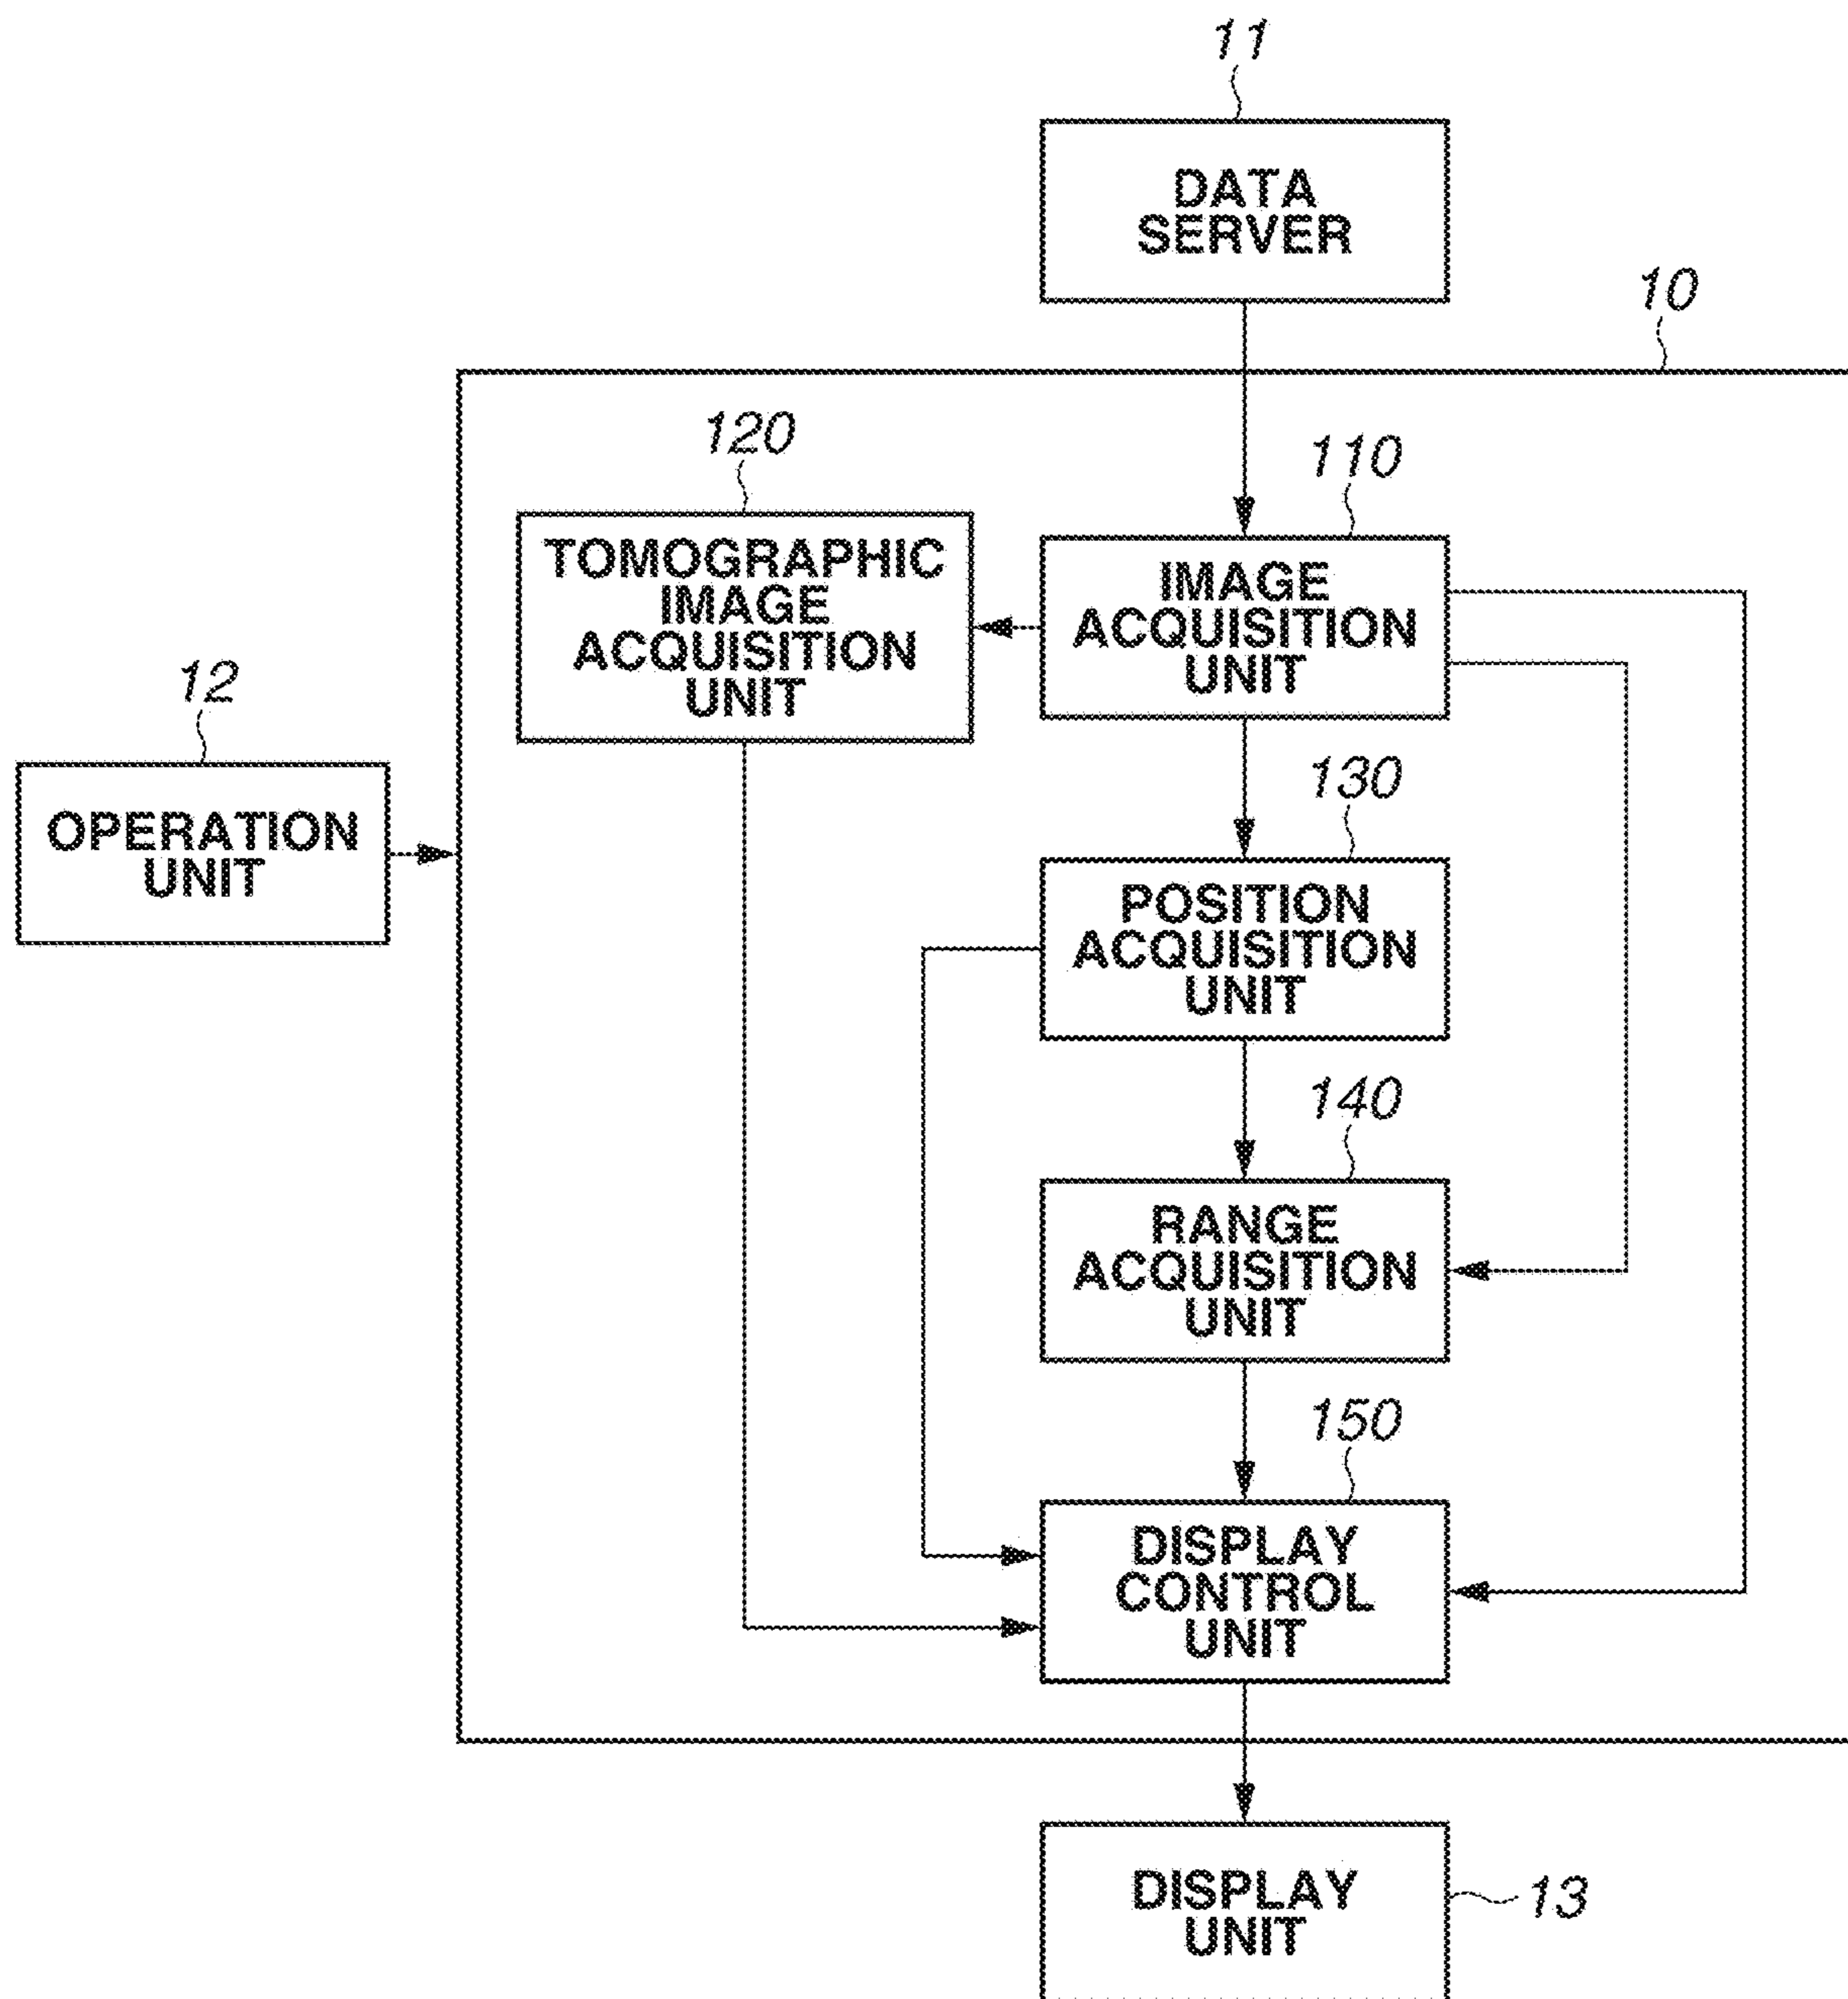 11
DATA
SERVER
10
120
110
TOMOGRAPHIC
IMAGE
ACQUISITION
UNIT
IMAGE
ACQUISITION
UNIT
12
OPERATION
UNIT
130
POSITION
ACQUISITION
UNIT
140
RANGE
ACQUISITION
UNIT
150
DISPLAY
CONTROL
UNIT
DISPLAY
UNIT
13